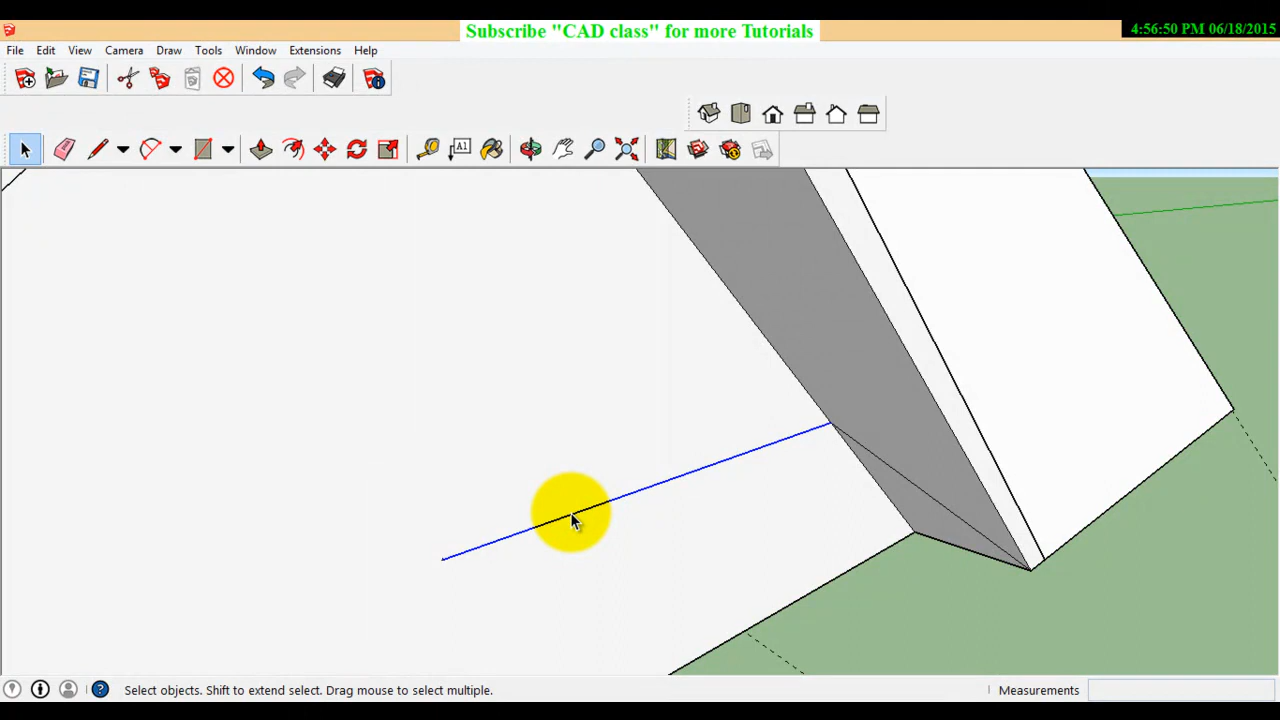 Subscribe "CAD class" for more Tutorials
4:56:50 PM 06/18/2015
File Edit View Camera Draw Tools Window Extensions Help
A1
Select objects. Shift to extend select. Drag mouse to select multiple.
Measurements